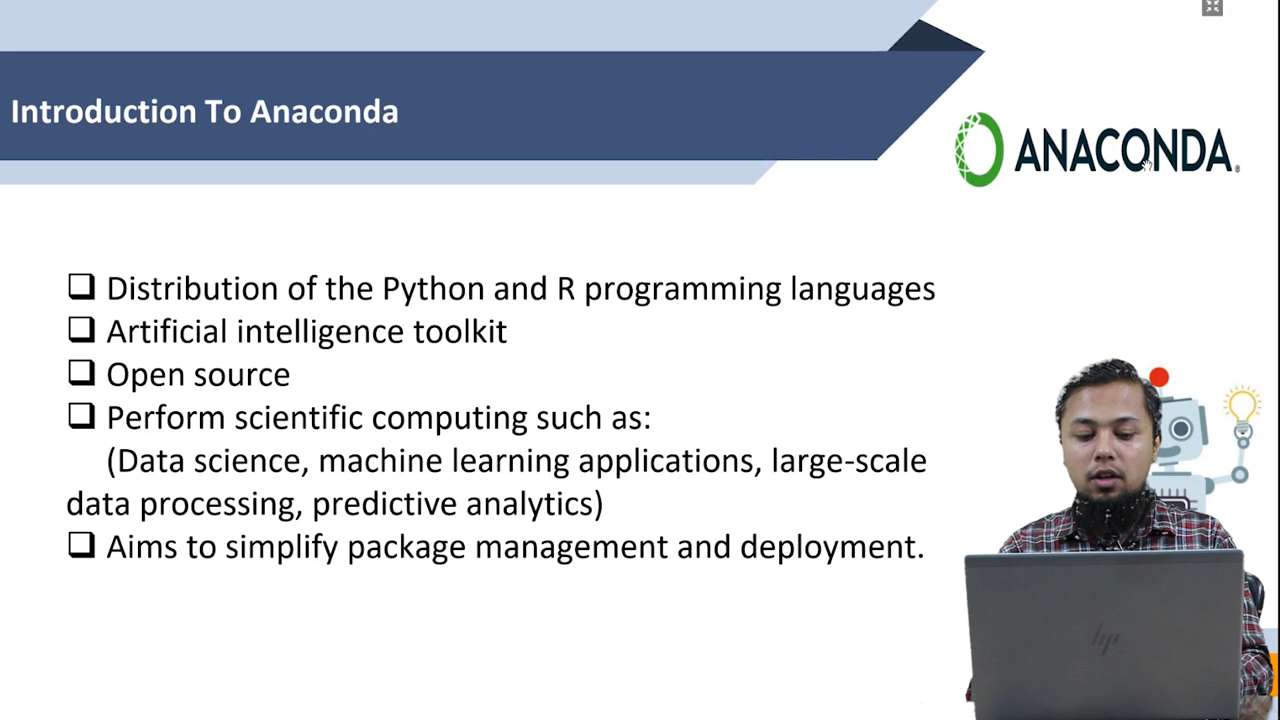 Introduction To Anaconda
ANACONDA
Distribution of the Python and R programming languages
Artificial intelligence toolkit
Open source
Perform scientific computing such as:
(Data science, machine learning applications, large-scale
data processing, predictive analytics)
Aims to simplify package management and deployment.
hp